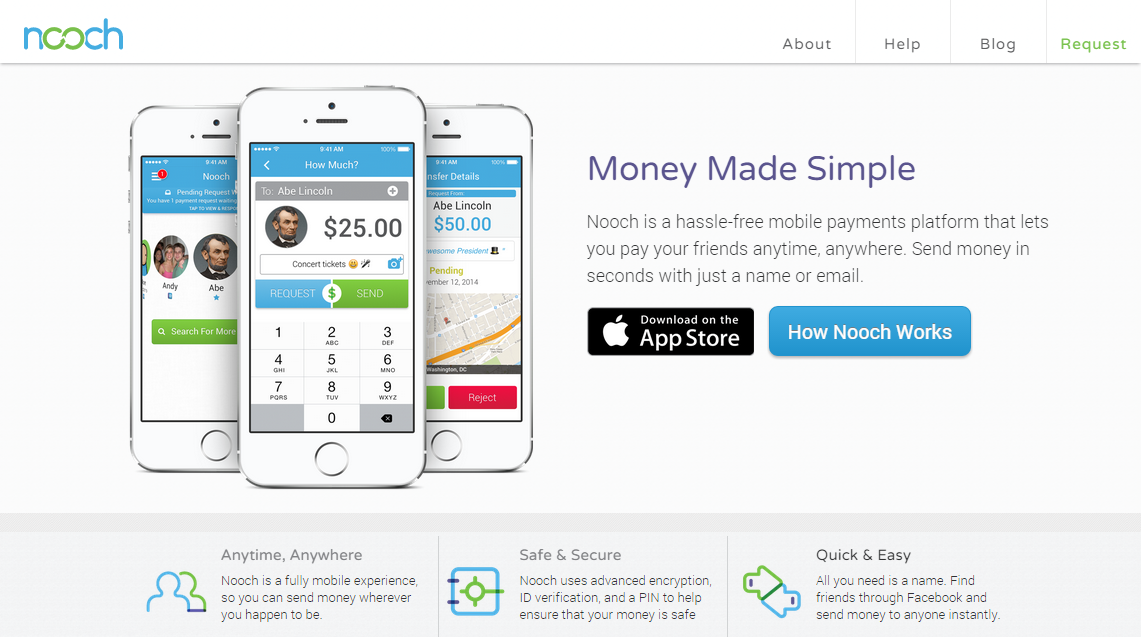 nooch
About
Help
Blog
Request
9:41 AM
Nooch
1
Pending Request
You have 1 payment request waiting
TAP TO VIEW &
Andy
Abe
Search For More
9:41 AM
100%
How Much?
To: Abe Lincoln
$25.00
Concert tickets
REQUEST
$
SEND
1
2
ABC
3
DEF
4
GHI
5
JKL
6
MNO
7
PQRS
8
TUV
9
WXYZ
0
9:41 AM
100%
Details
Request From:
Abe Lincoln
$50.00
President
Pending
12, 2014
Washington, DC
Reject
Money Made Simple
Nooch is a hassle-free mobile payments platform that lets
you pay your friends anytime, anywhere. Send money in
seconds with just a name or email.
Download on the
App Store
How Nooch Works
Anytime, Anywhere
Nooch is a fully mobile experience,
so you can send money wherever
you happen to be.
Safe & Secure
Nooch uses advanced encryption,
ID verification, and a PIN to help
ensure that your money is safe
Quick & Easy
All you need is a name. Find
friends through Facebook and
send money to anyone instantly.